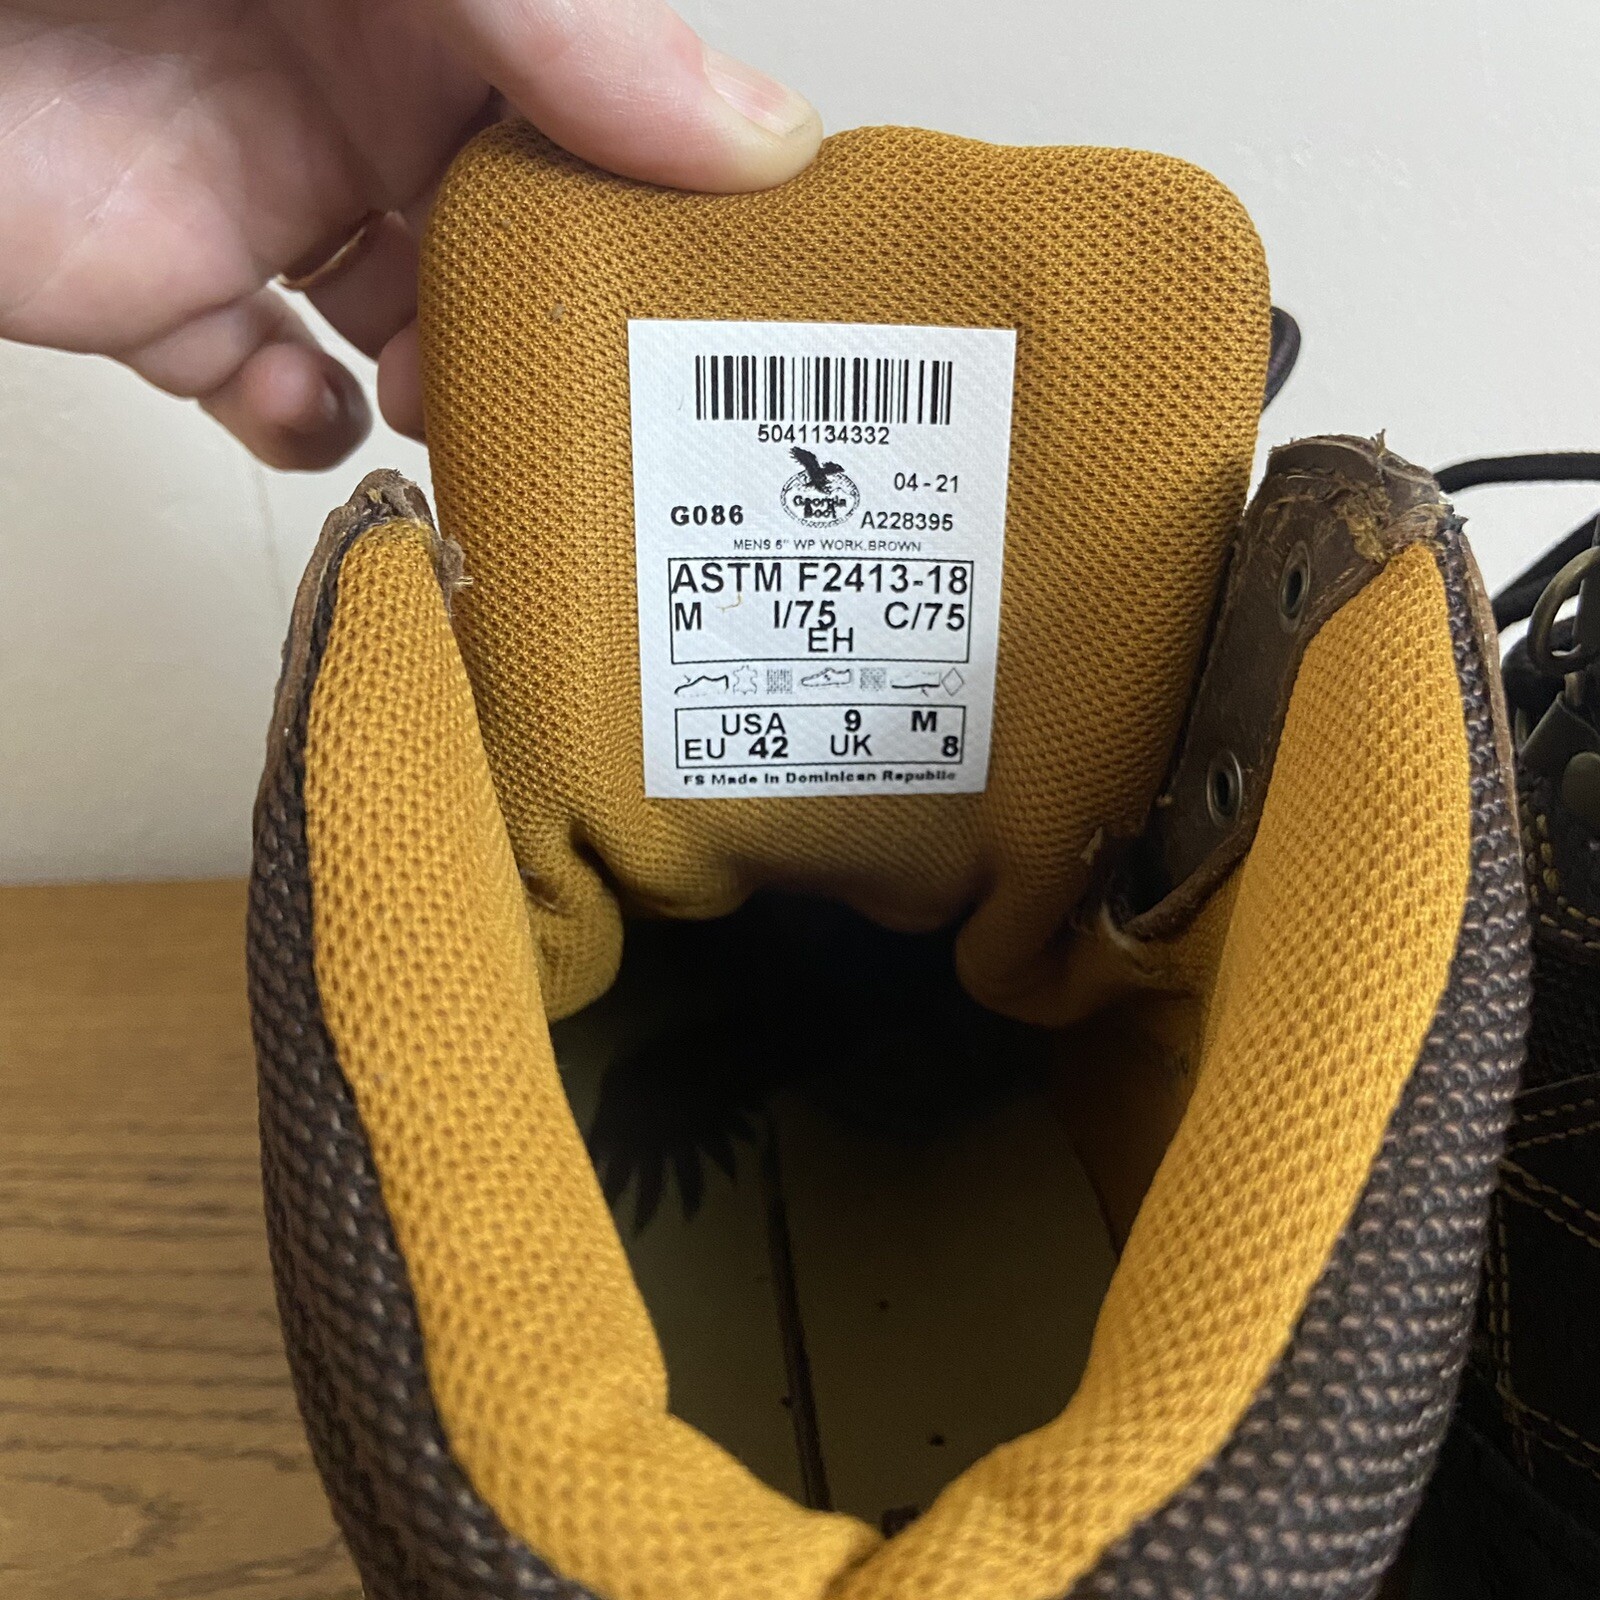 5041134332
04-21
Georgia Boot
G086
A228395
MENS 6" WP WORK.BROWN
ASTM F2413-18
M I/75 C/75
EH
USA 9 M
EU 42 UK 8
FS Made In Dominican Republic